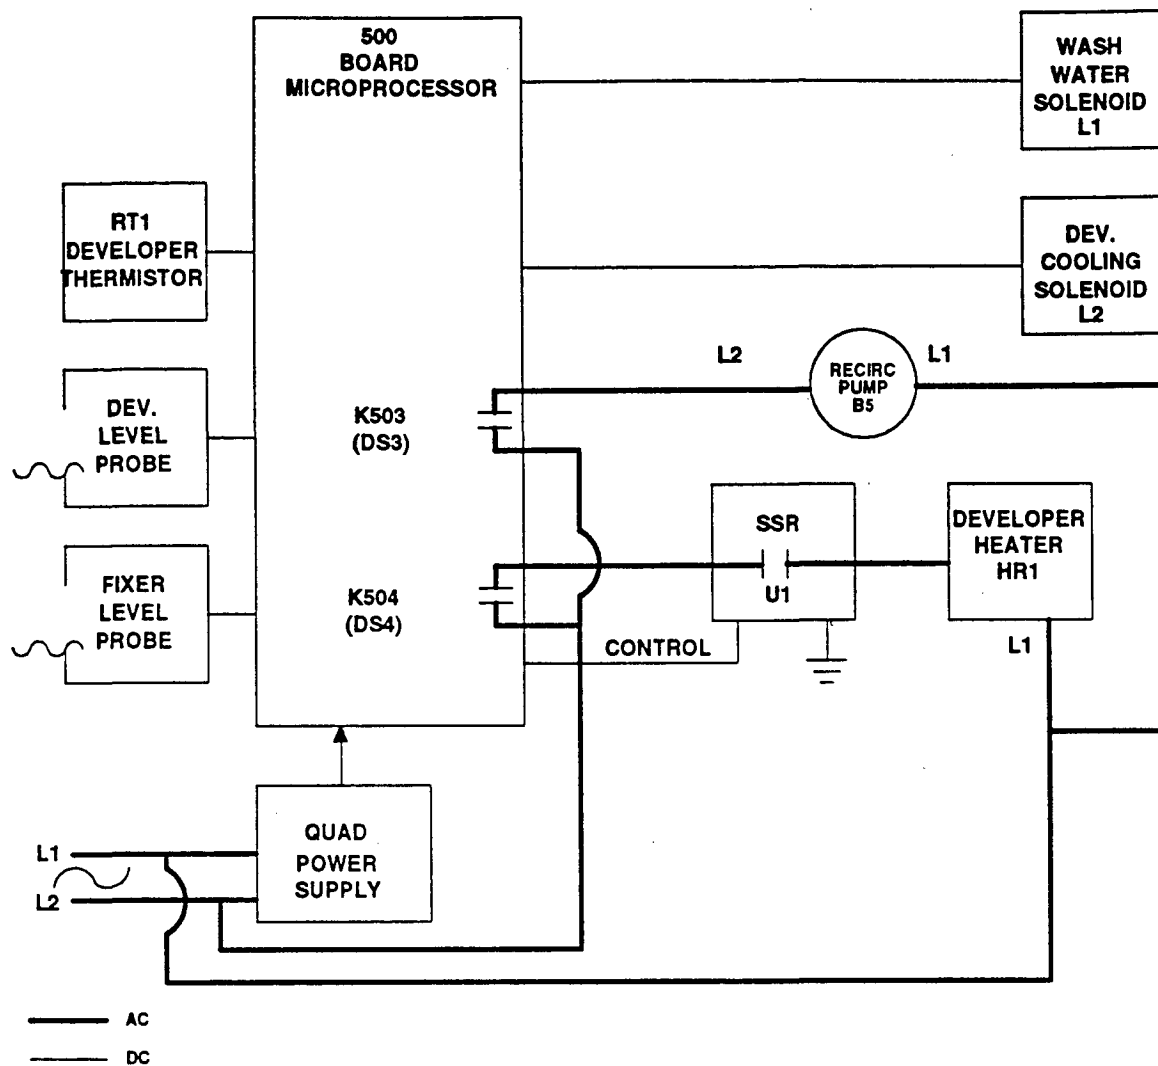 500
BOARD
MICROPROCESSOR
WASH
WATER
SOLENOID
L1
RT1
DEVELOPER
THERMISTOR
DEV.
COOLING
SOLENOID
L2
L2
RECIRC
PUMP
B5
L1
DEV.
LEVEL
PROBE
K503
(DS3)
SSR
U1
DEVELOPER
HEATER
HR1
FIXER
LEVEL
PROBE
K504
(DS4)
CONTROL
L1
QUAD
POWER
SUPPLY
L1
L2
AC
DC